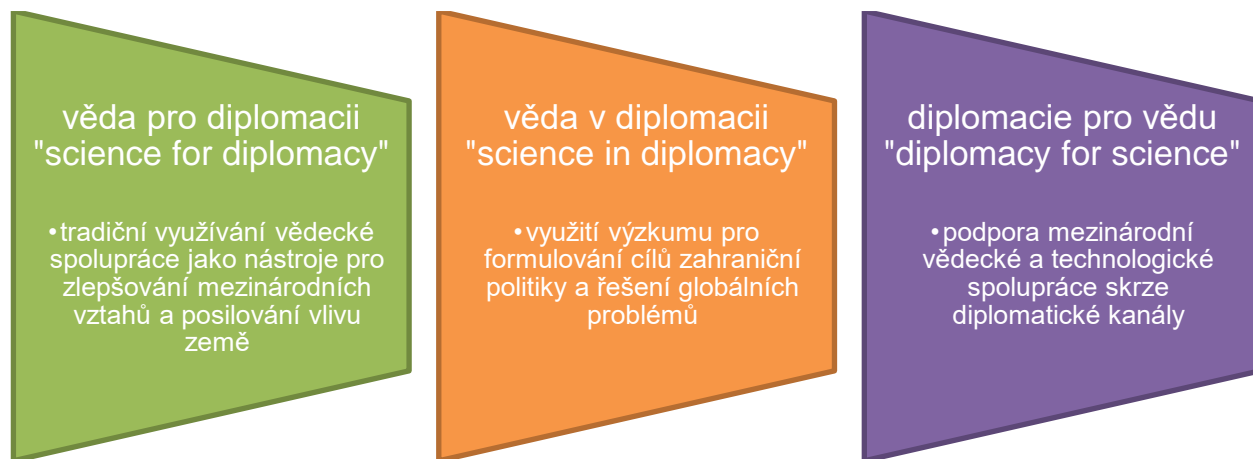 věda pro diplomacii
"science for diplomacy"
•tradiční využívání vědecké
spolupráce jako nástroje pro
zlepšování mezinárodních
vztahů a posilování vlivu
země
věda v diplomacii
"science in diplomacy"
•využití výzkumu pro
formulování cílů zahraniční
politiky a řešení globálních
problémů
diplomacie pro vědu
"diplomacy for science"
•podpora mezinárodní
vědecké a technologické
spolupráce skrze
diplomatické kanály